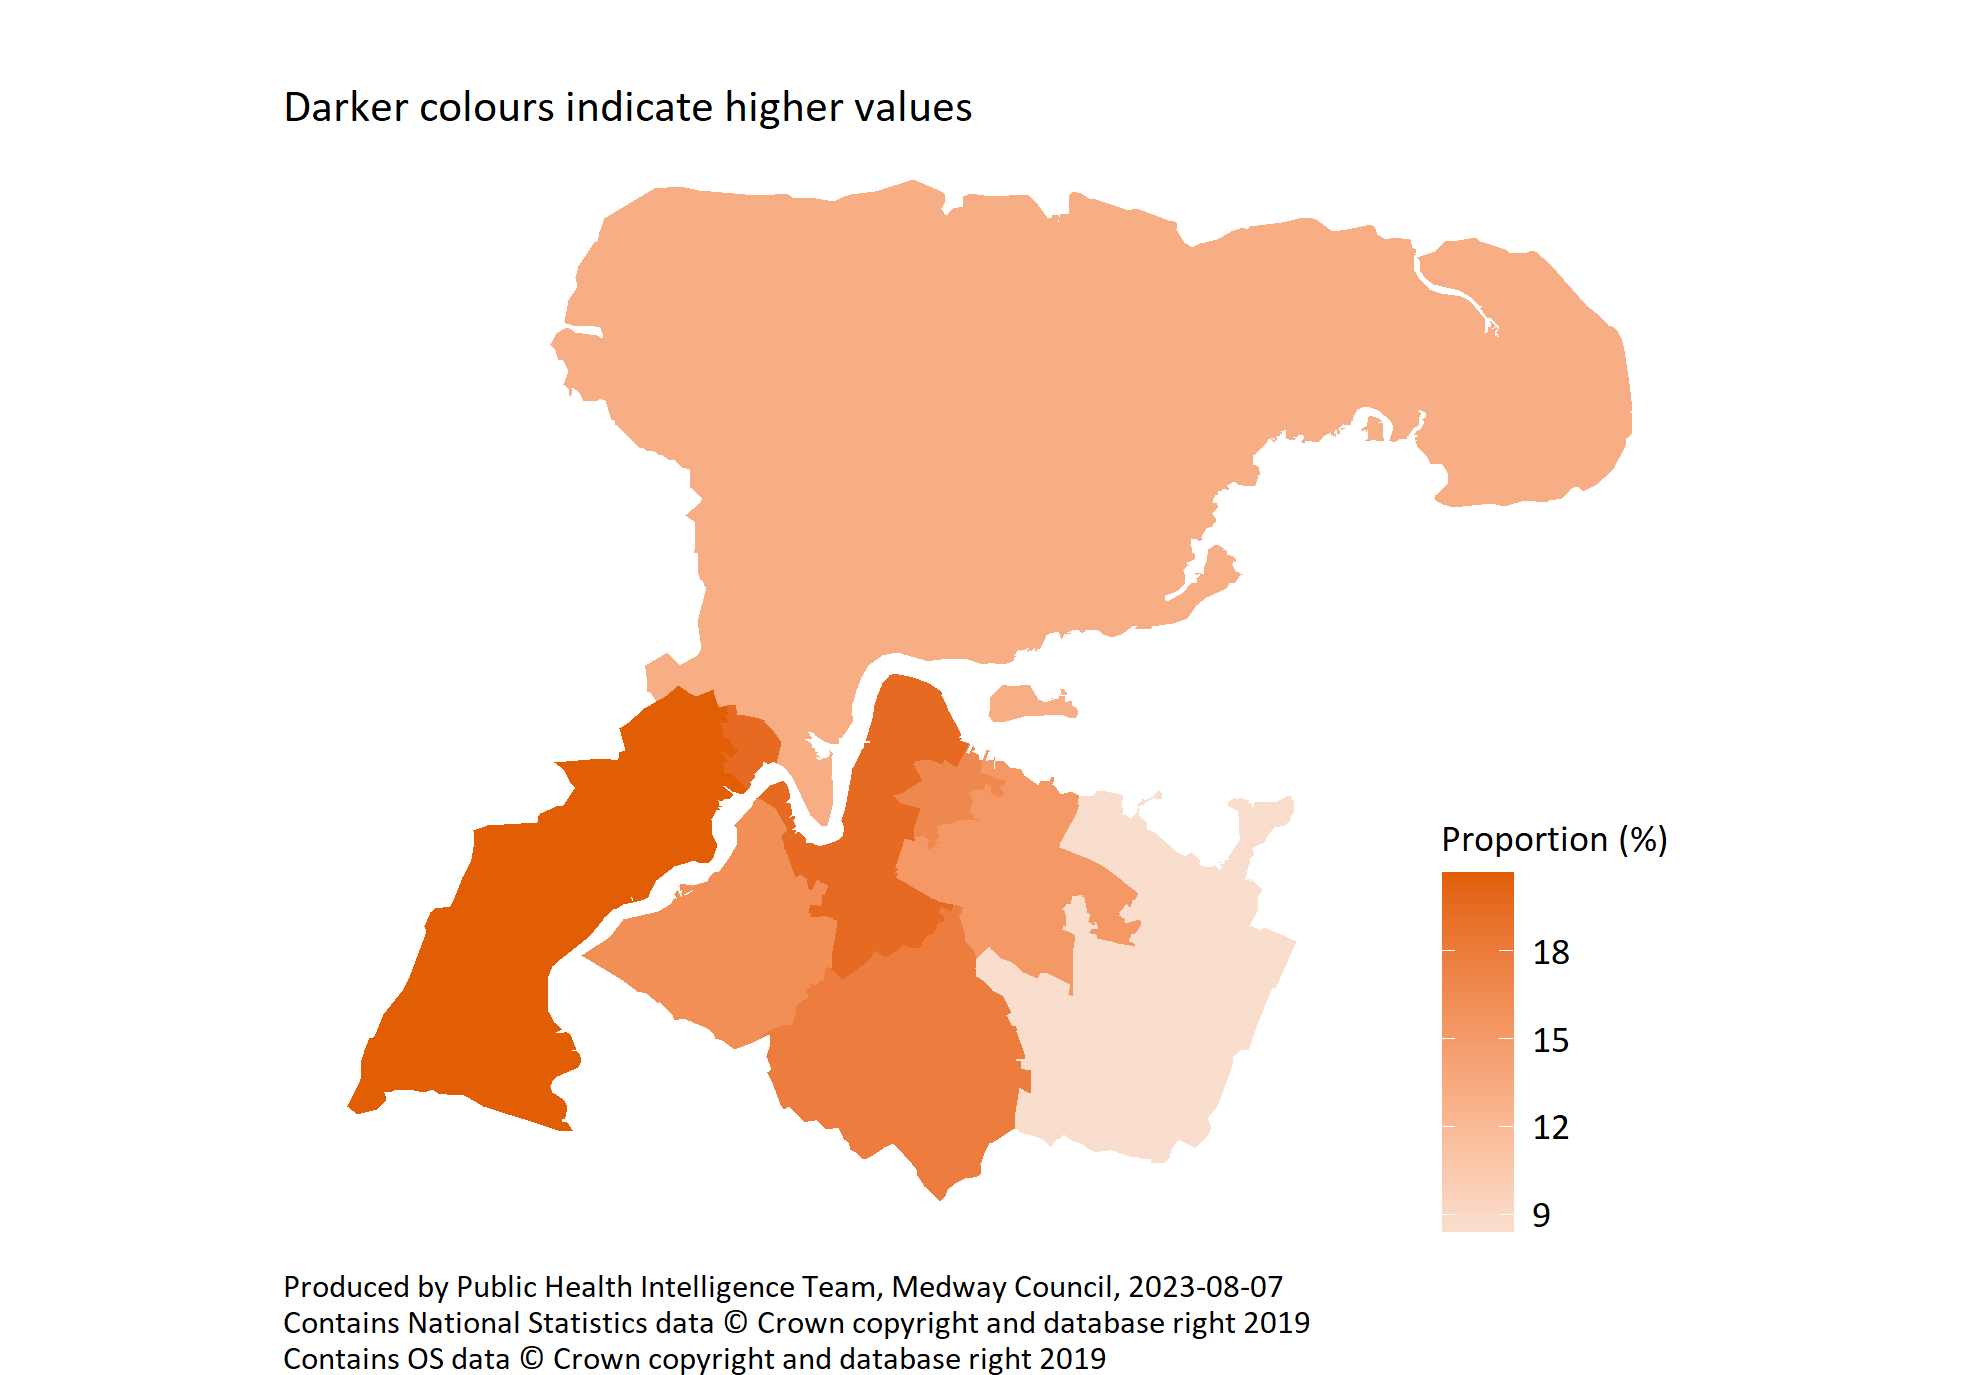 Darker colours indicate higher values
Proportion (%)
18
15
12
9
Produced by Public Health Intelligence Team, Medway Council, 2023-08-07
Contains National Statistics data © Crown copyright and database right 2019
Contains OS data © Crown copyright and database right 2019